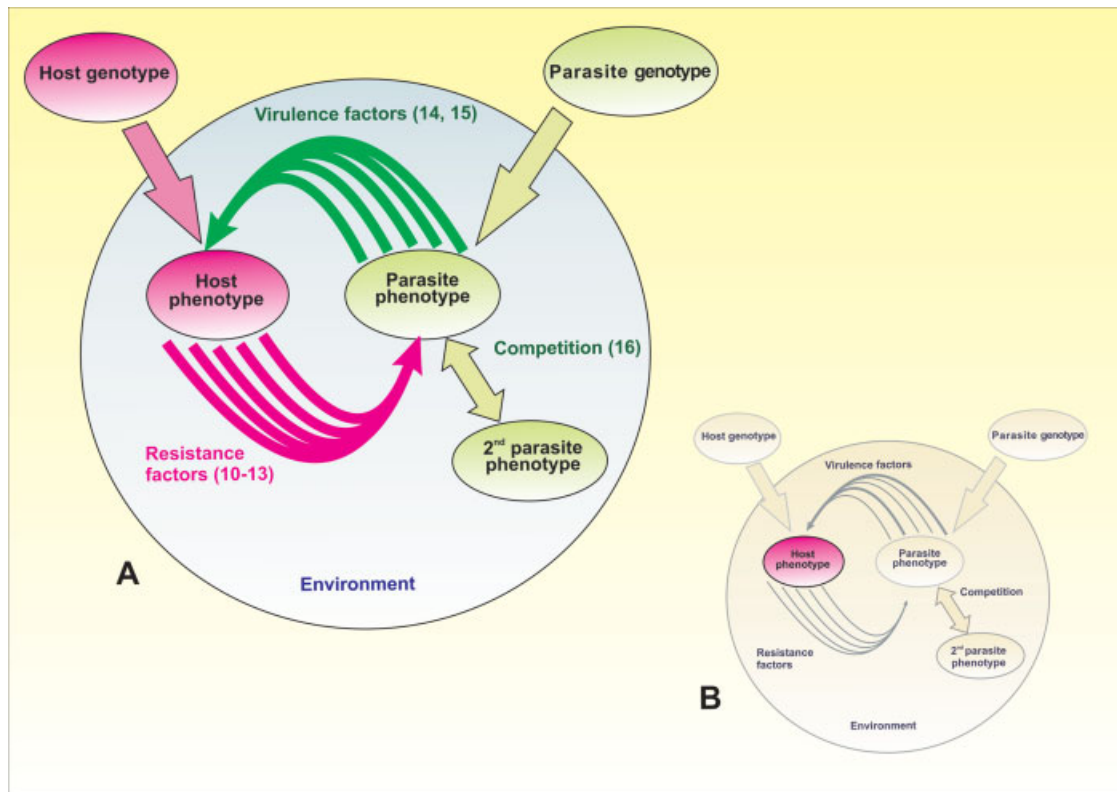 Host genotype
Parasite genotype
Virulence factors (14, 15)
Host
phenotype
Parasite
phenotype
Competition (16)
Resistance
factors (10-13)
2nd parasite
phenotype
A
Environment
Host genotype
Parasite genotype
Virulence factors
Host
phenotype
Parasite
phenotype
Competition
Resistance
factors
2nd parasite
phenotype
B
Environment